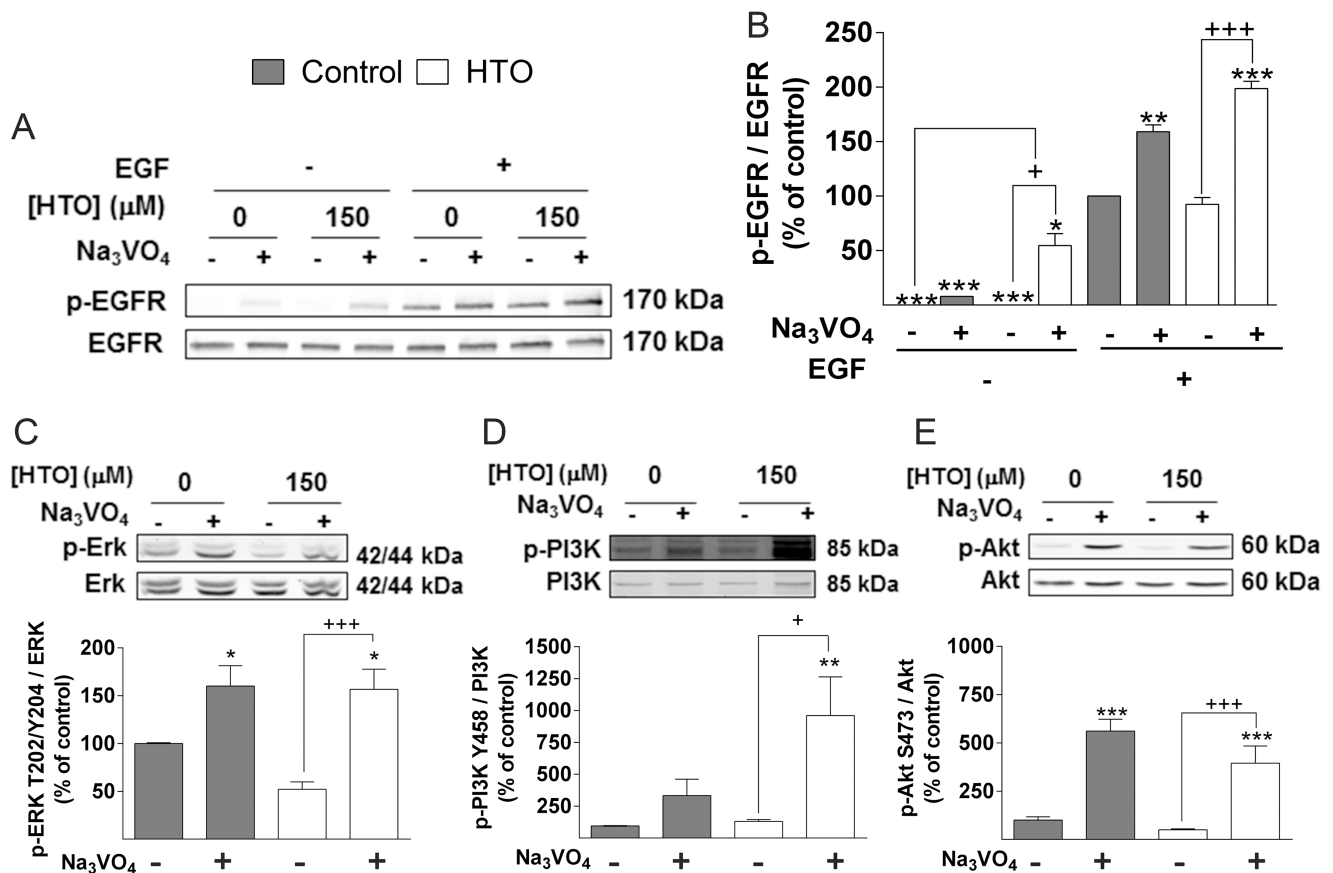 Control HTO
A
EGF - +
[HTO] (μM) 0 150 0 150
Na₃VO₄ - + - + - + - +
p-EGFR 170 kDa
EGFR 170 kDa
B
p-EGFR / EGFR
(% of control)
250
200
150
100
50
+++
***
**
+
*
*** *** ***
Na₃VO₄ - + - + - + - +
EGF - +
C
[HTO] (μM) 0 150
Na₃VO₄ - + - +
p-Erk 42/44 kDa
Erk 42/44 kDa
p-ERK T202/Y204 / ERK
(% of control)
200
150
100
50
+++
* *
Na₃VO₄ - + - +
D
[HTO] (μM) 0 150
Na₃VO₄ - + - +
p-PI3K 85 kDa
PI3K 85 kDa
p-PI3K Y458 / PI3K
(% of control)
1500
1250
1000
750
500
250
+
**
Na₃VO₄ - + - +
E
[HTO] (μM) 0 150
Na₃VO₄ - + - +
p-Akt 60 kDa
Akt 60 kDa
p-Akt S473 / Akt
(% of control)
1000
750
500
250
+++
*** ***
Na₃VO₄ - + - +